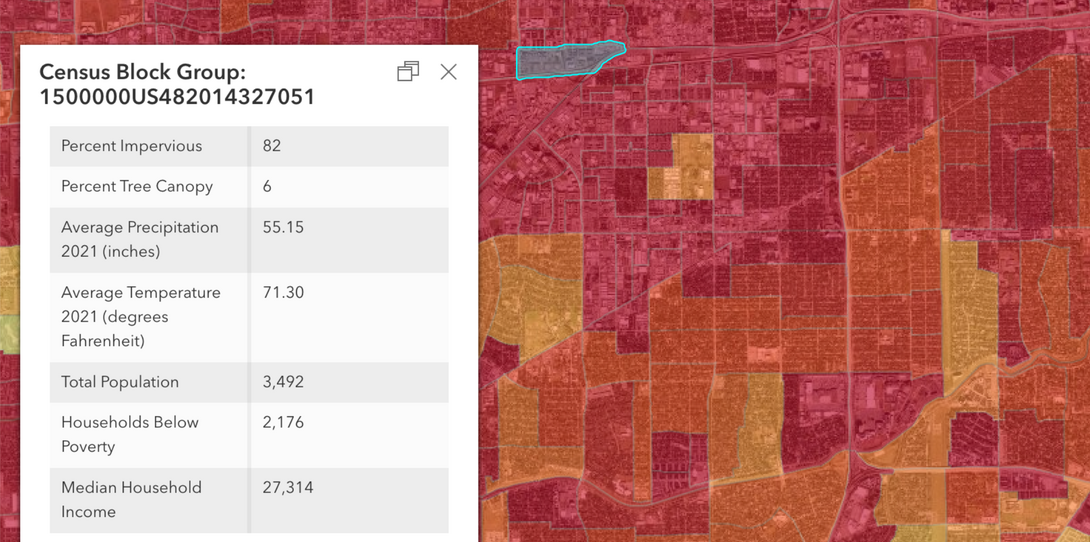 Census Block Group:
1500000US482014327051
Percent Impervious 82
Percent Tree Canopy 6
Average Precipitation 55.15
2021 (inches)
Average Temperature 71.30
2021 (degrees
Fahrenheit)
Total Population 3,492
Households Below 2,176
Poverty
Median Household 27,314
Income